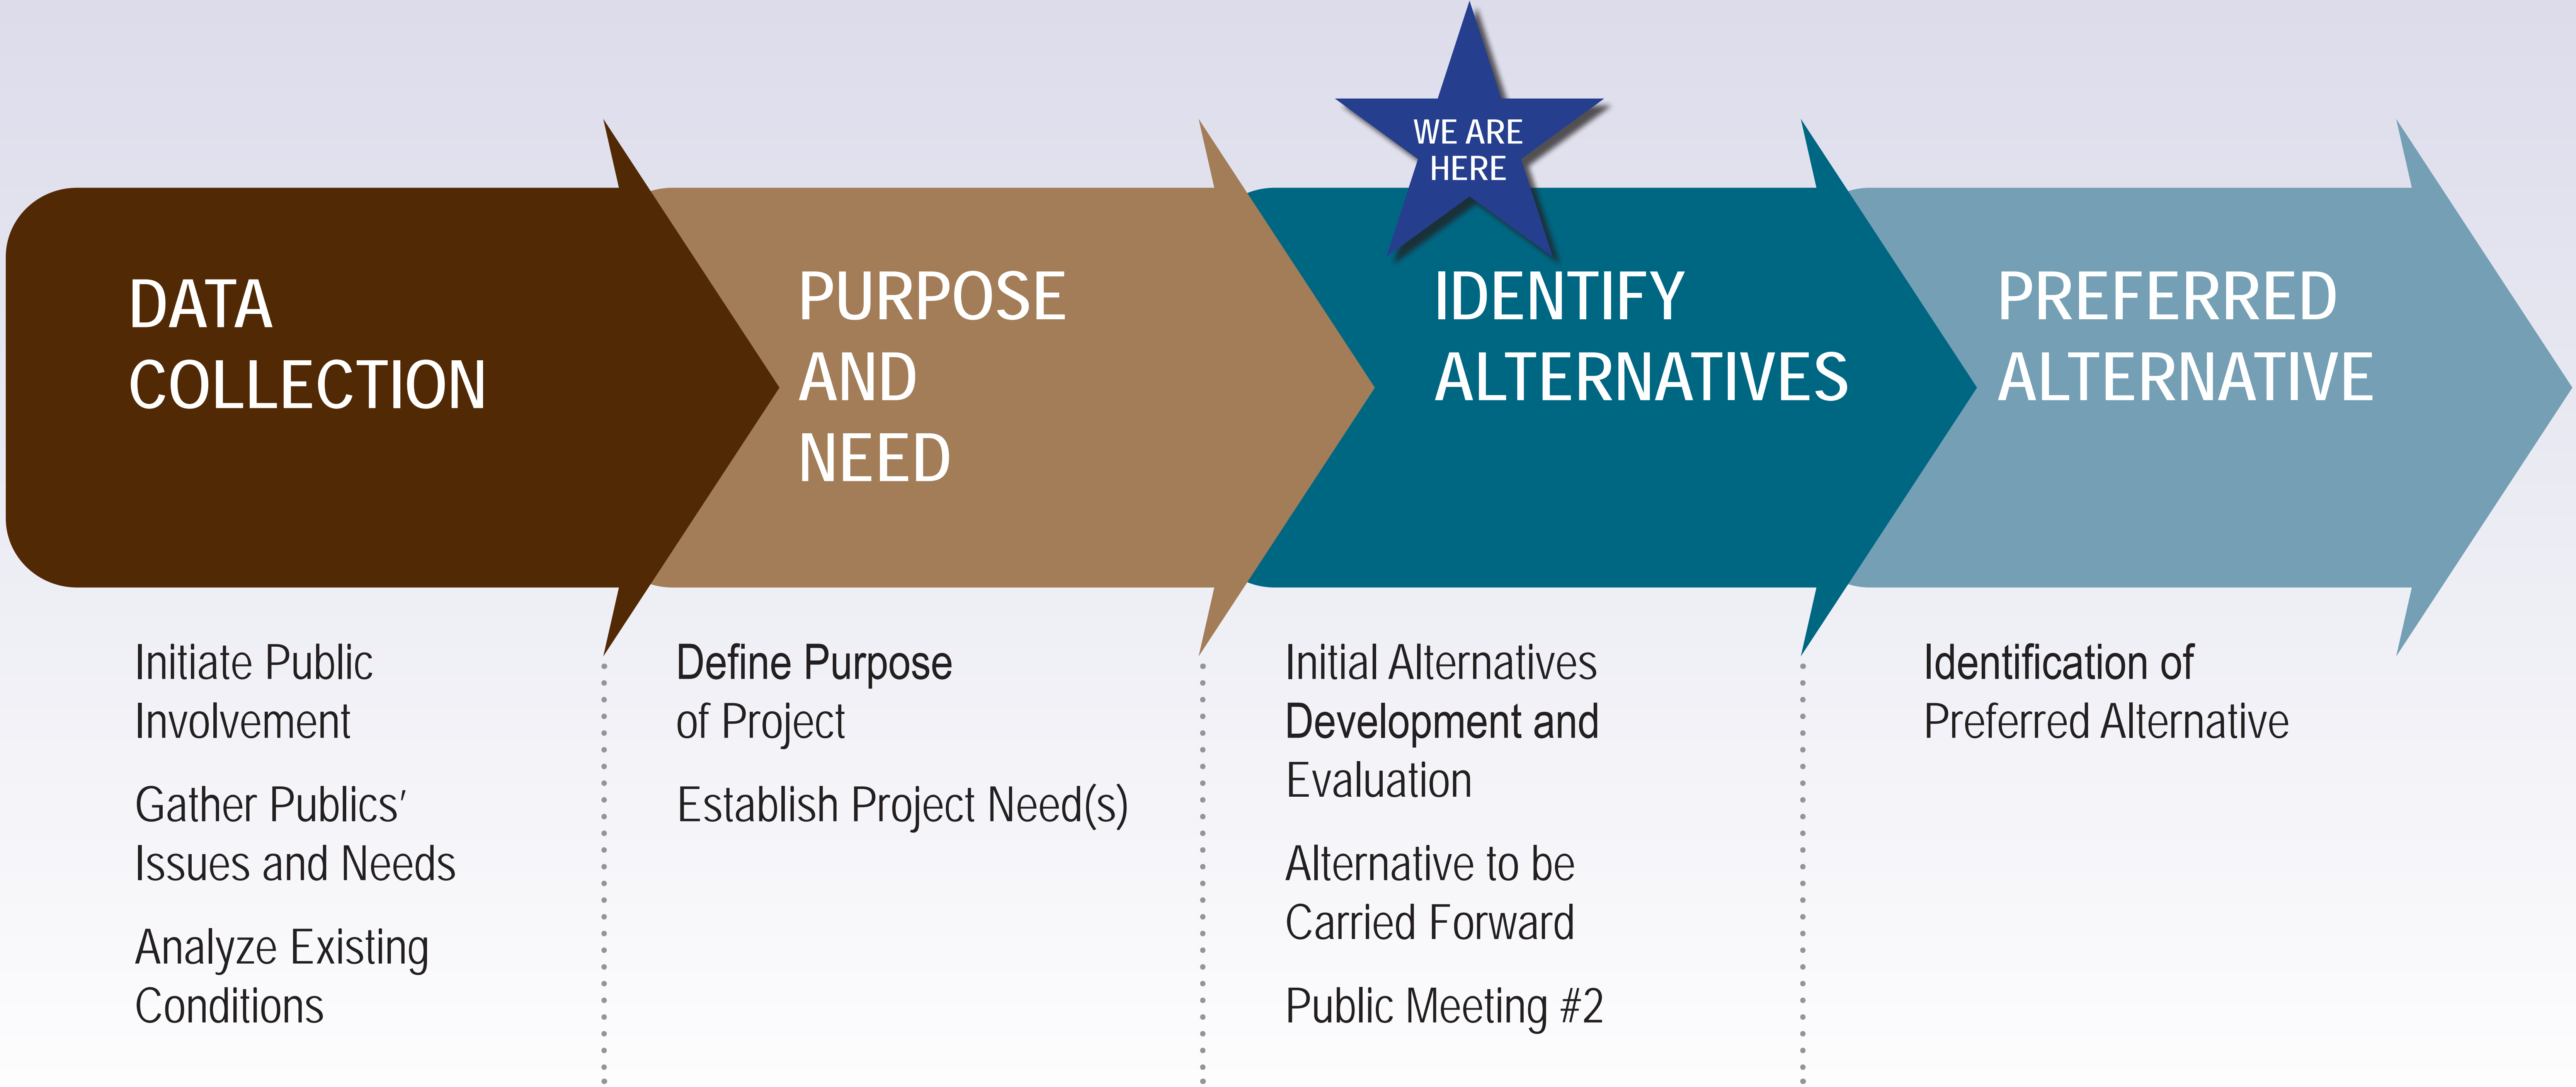 WE ARE
HERE
DATA
COLLECTION
PURPOSE
AND
NEED
IDENTIFY
ALTERNATIVES
PREFERRED
ALTERNATIVE
Initiate Public
Involvement
Gather Publics'
Issues and Needs
Analyze Existing
Conditions
Define Purpose
of Project
Establish Project Need(s)
Initial Alternatives
Development and
Evaluation
Alternative to be
Carried Forward
Public Meeting #2
Identification of
Preferred Alternative